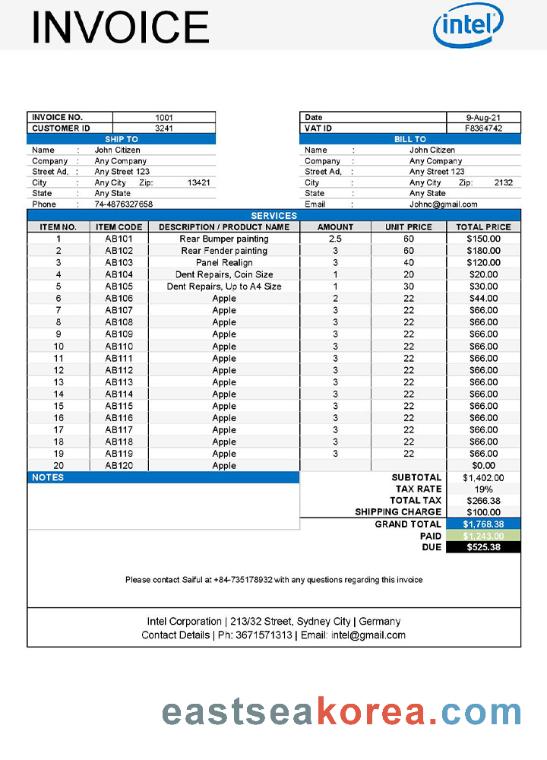 INVOICE
intel
INVOICE NO. 1001
CUSTOMER ID 3241
Date 9-Aug-21
VAT ID F8364742
SHIP TO
Name : John Citizen
Company : Any Company
Street Ad, : Any Street 123
City : Any City Zip: 13421
State : Any State
Phone : 74-4876327658
BILL TO
Name : John Citizen
Company : Any Company
Street Ad, : Any Street 123
City : Any City Zip: 2132
State : Any State
Email : Johnc@gmail.com
SERVICES
ITEM NO. ITEM CODE DESCRIPTION / PRODUCT NAME AMOUNT UNIT PRICE TOTAL PRICE
1 AB101 Rear Bumper painting 2.5 60 $150.00
2 AB102 Rear Fender painting 3 60 $180.00
3 AB103 Panel Realign 3 40 $120.00
4 AB104 Dent Repairs, Coin Size 1 20 $20.00
5 AB105 Dent Repairs, Up to A4 Size 1 30 $30.00
6 AB106 Apple 2 22 $44.00
7 AB107 Apple 3 22 $66.00
8 AB108 Apple 3 22 $66.00
9 AB109 Apple 3 22 $66.00
10 AB110 Apple 3 22 $66.00
11 AB111 Apple 3 22 $66.00
12 AB112 Apple 3 22 $66.00
13 AB113 Apple 3 22 $66.00
14 AB114 Apple 3 22 $66.00
15 AB115 Apple 3 22 $66.00
16 AB116 Apple 3 22 $66.00
17 AB117 Apple 3 22 $66.00
18 AB118 Apple 3 22 $66.00
19 AB119 Apple 3 22 $66.00
20 AB120 Apple $0.00
NOTES
SUBTOTAL $1,402.00
TAX RATE 19%
TOTAL TAX $266.38
SHIPPING CHARGE $100.00
GRAND TOTAL $1,768.38
PAID $1,243.00
DUE $525.38
Please contact Saiful at +84-735178932 with any questions regarding this invoice
Intel Corporation | 213/32 Street, Sydney City | Germany
Contact Details | Ph: 3671571313 | Email: intel@gmail.com
eastseakorea.com